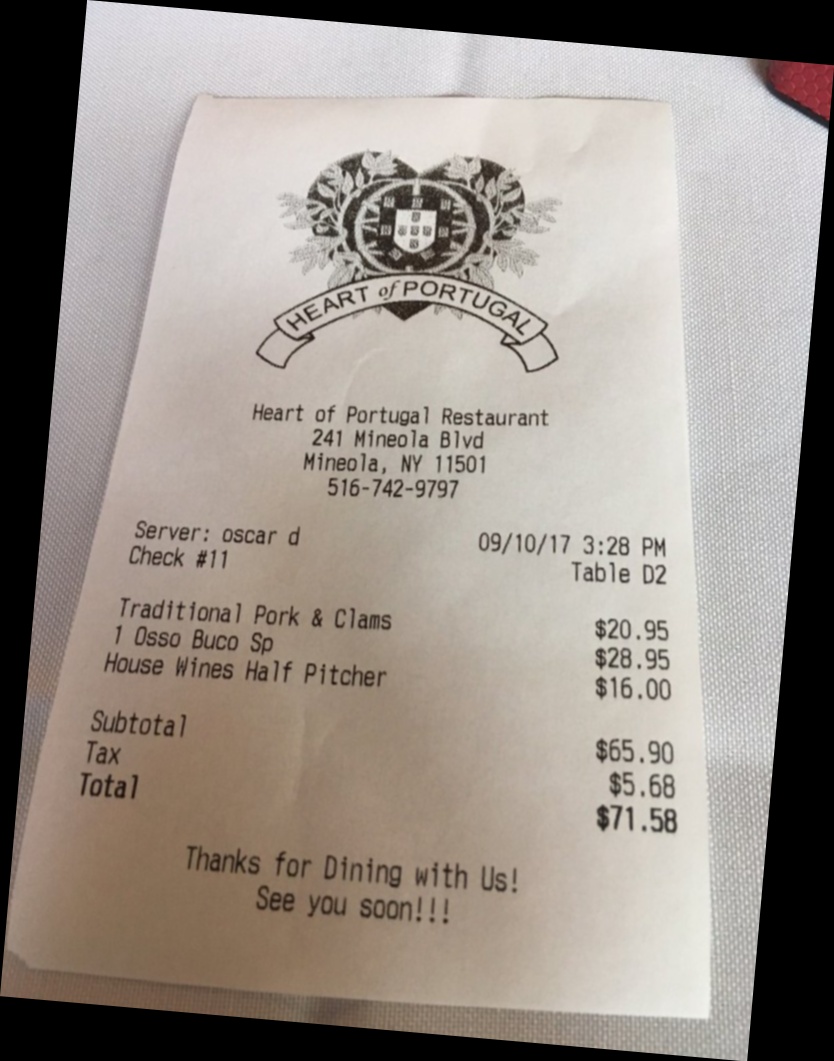 HEART of PORTUGAL
Heart of Portugal Restaurant
241 Mineola Blvd
Mineola, NY 11501
516-742-9797
Server: oscar d 09/10/17 3:28 PM
Check #11 Table D2
Traditional Pork & Clams $20.95
1 Osso Buco Sp $28.95
House Wines Half Pitcher $16.00
Subtotal $65.90
Tax $5.68
Total $71.58
Thanks for Dining with Us!
See you soon!!!